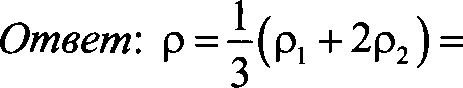 Ответ: ρ = 1/3 (ρ₁ + 2ρ₂) =